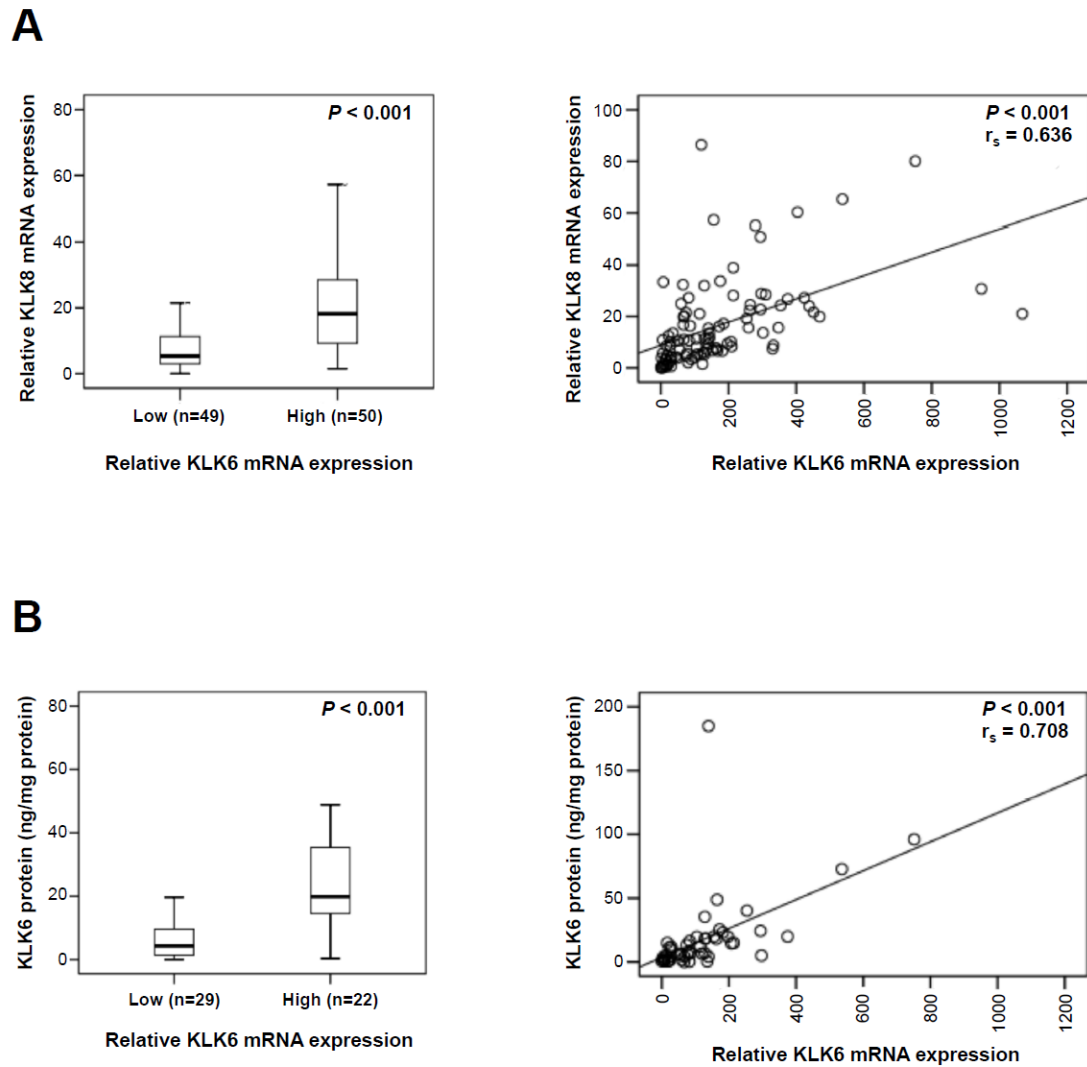 A
Relative KLK8 mRNA expression
80
60
40
20
0
P < 0.001
Low (n=49)
High (n=50)
Relative KLK6 mRNA expression
100
80
60
40
20
0
P < 0.001
rs = 0.636
Relative KLK8 mRNA expression
0
200
400
600
800
1000
1200
Relative KLK6 mRNA expression
B
KLK6 protein (ng/mg protein)
80
60
40
20
0
P < 0.001
Low (n=29)
High (n=22)
Relative KLK6 mRNA expression
KLK6 protein (ng/mg protein)
200
150
100
50
0
P < 0.001
rs = 0.708
0
200
400
600
800
1000
1200
Relative KLK6 mRNA expression